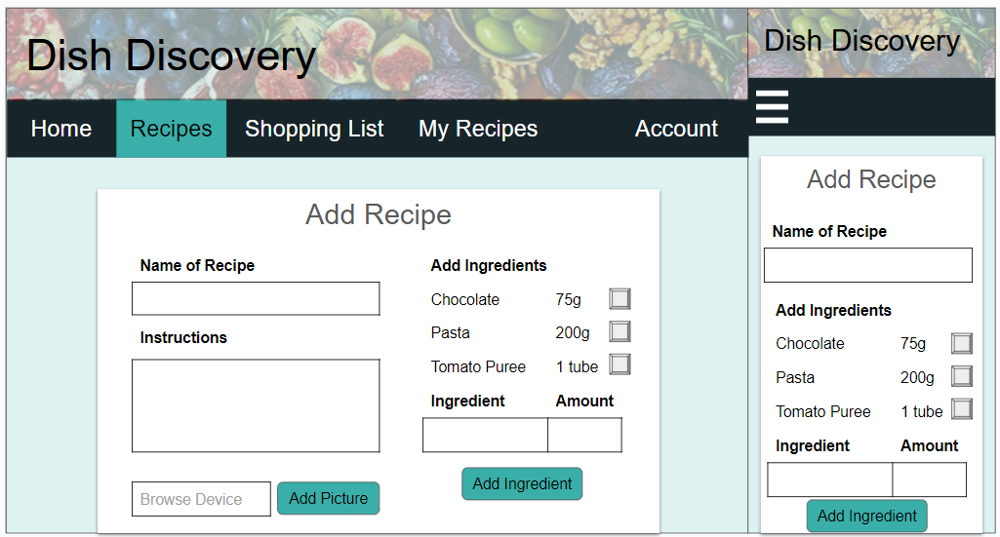 Dish Discovery
Home Recipes Shopping List My Recipes Account
Add Recipe
Name of Recipe
Instructions
Browse Device Add Picture
Add Ingredients
Chocolate 75g
Pasta 200g
Tomato Puree 1 tube
Ingredient Amount
Add Ingredient
Dish Discovery
Add Recipe
Name of Recipe
Add Ingredients
Chocolate 75g
Pasta 200g
Tomato Puree 1 tube
Ingredient Amount
Add Ingredient